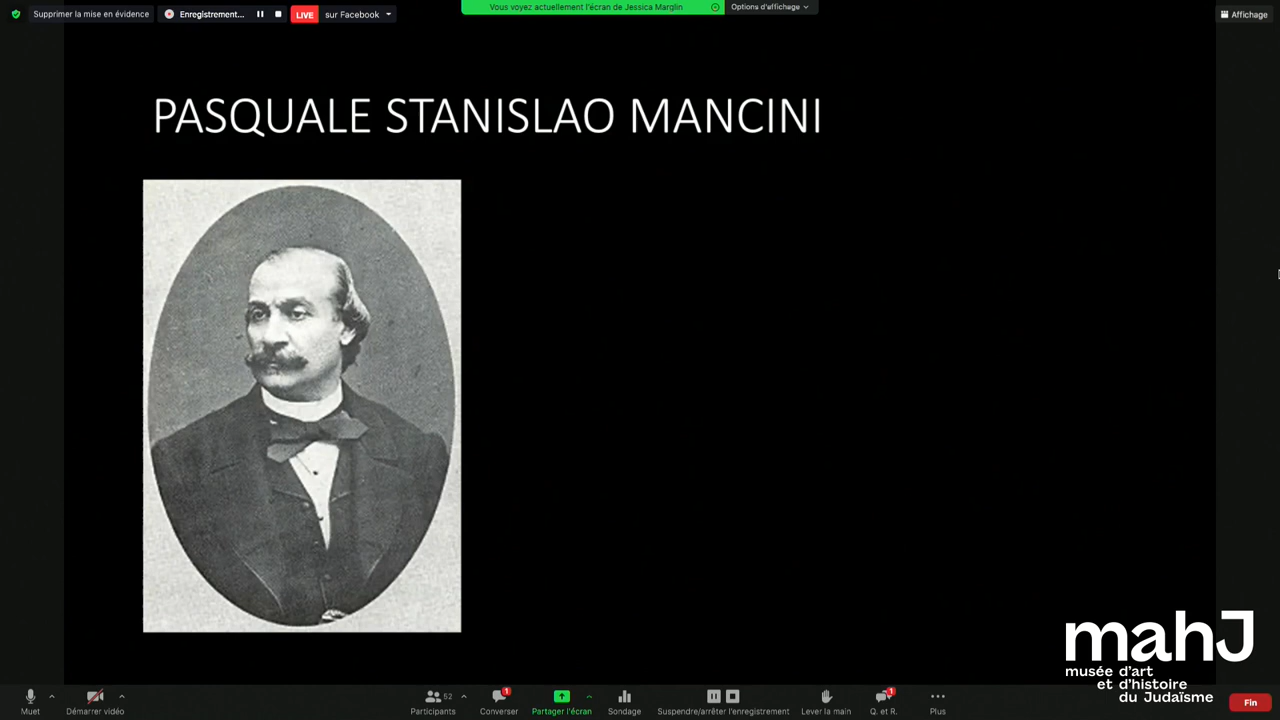 Supprimer la mise en évidence
Enregistrement...
LIVE
sur Facebook
Vous voyez actuellement l'écran de Jessica Marglin
Options d'affichage
Affichage
PASQUALE STANISLAO MANCINI
mahJ
musée d'art
et d'histoire
du Judaïsme
Muet
Démarrer vidéo
52
Participants
1
Converser
Partager l'écran
Sondage
Suspendre/arrêter l'enregistrement
Lever la main
1
Q. et R.
Plus
Fin